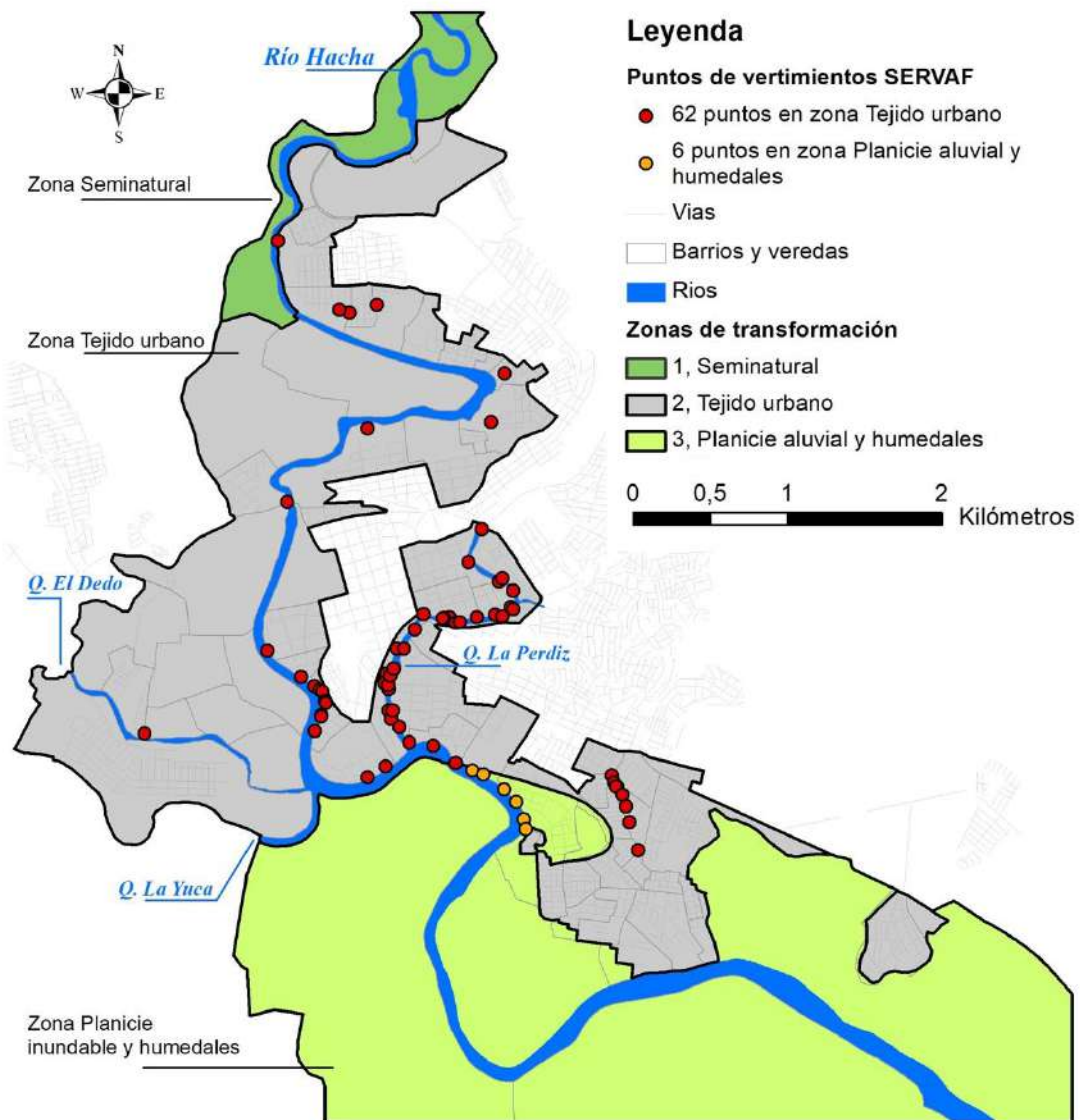 N
W
E
S
Río Hacha
Zona Seminatural
Zona Tejido urbano
Q. El Dedo
Q. La Perdiz
Q. La Yuca
Zona Planicie
inundable y humedales
Leyenda
Puntos de vertimientos SERVAF
62 puntos en zona Tejido urbano
6 puntos en zona Planicie aluvial y
humedales
Vias
Barrios y veredas
Rios
Zonas de transformación
1, Seminatural
2, Tejido urbano
3, Planicie aluvial y humedales
0 0,5 1 2
Kilómetros